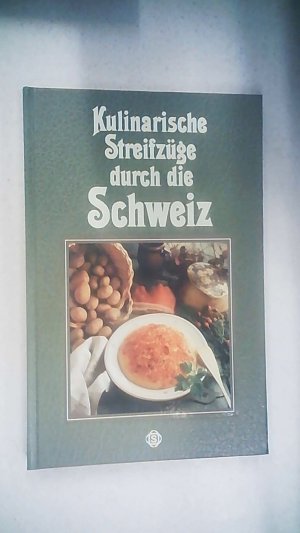 Kulinarische
Streifzüge
durch die
Schweiz